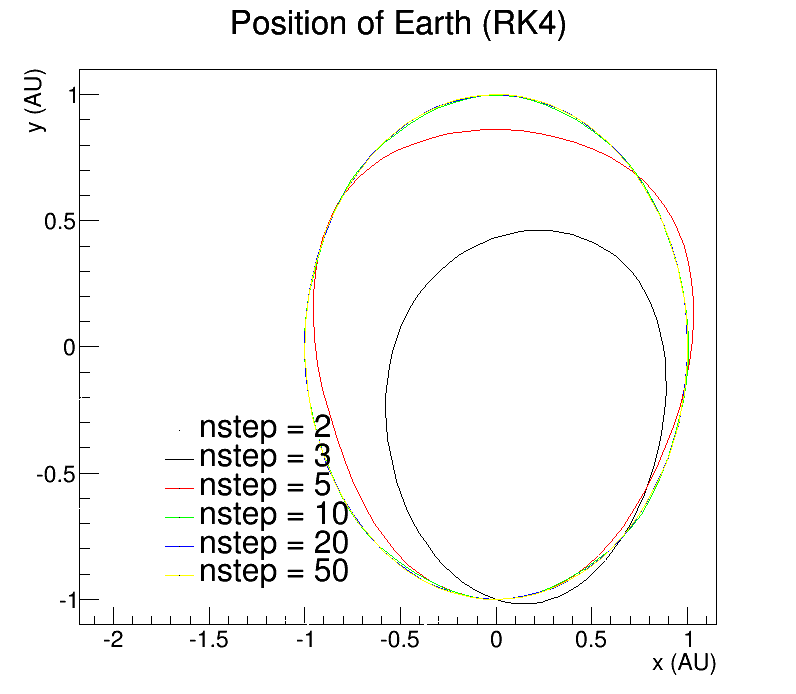 Position of Earth (RK4)
y (AU)
1
0.5
0
-0.5
-1
nstep = 2
nstep = 3
nstep = 5
nstep = 10
nstep = 20
nstep = 50
-2 -1.5 -1 -0.5 0 0.5 1
x (AU)